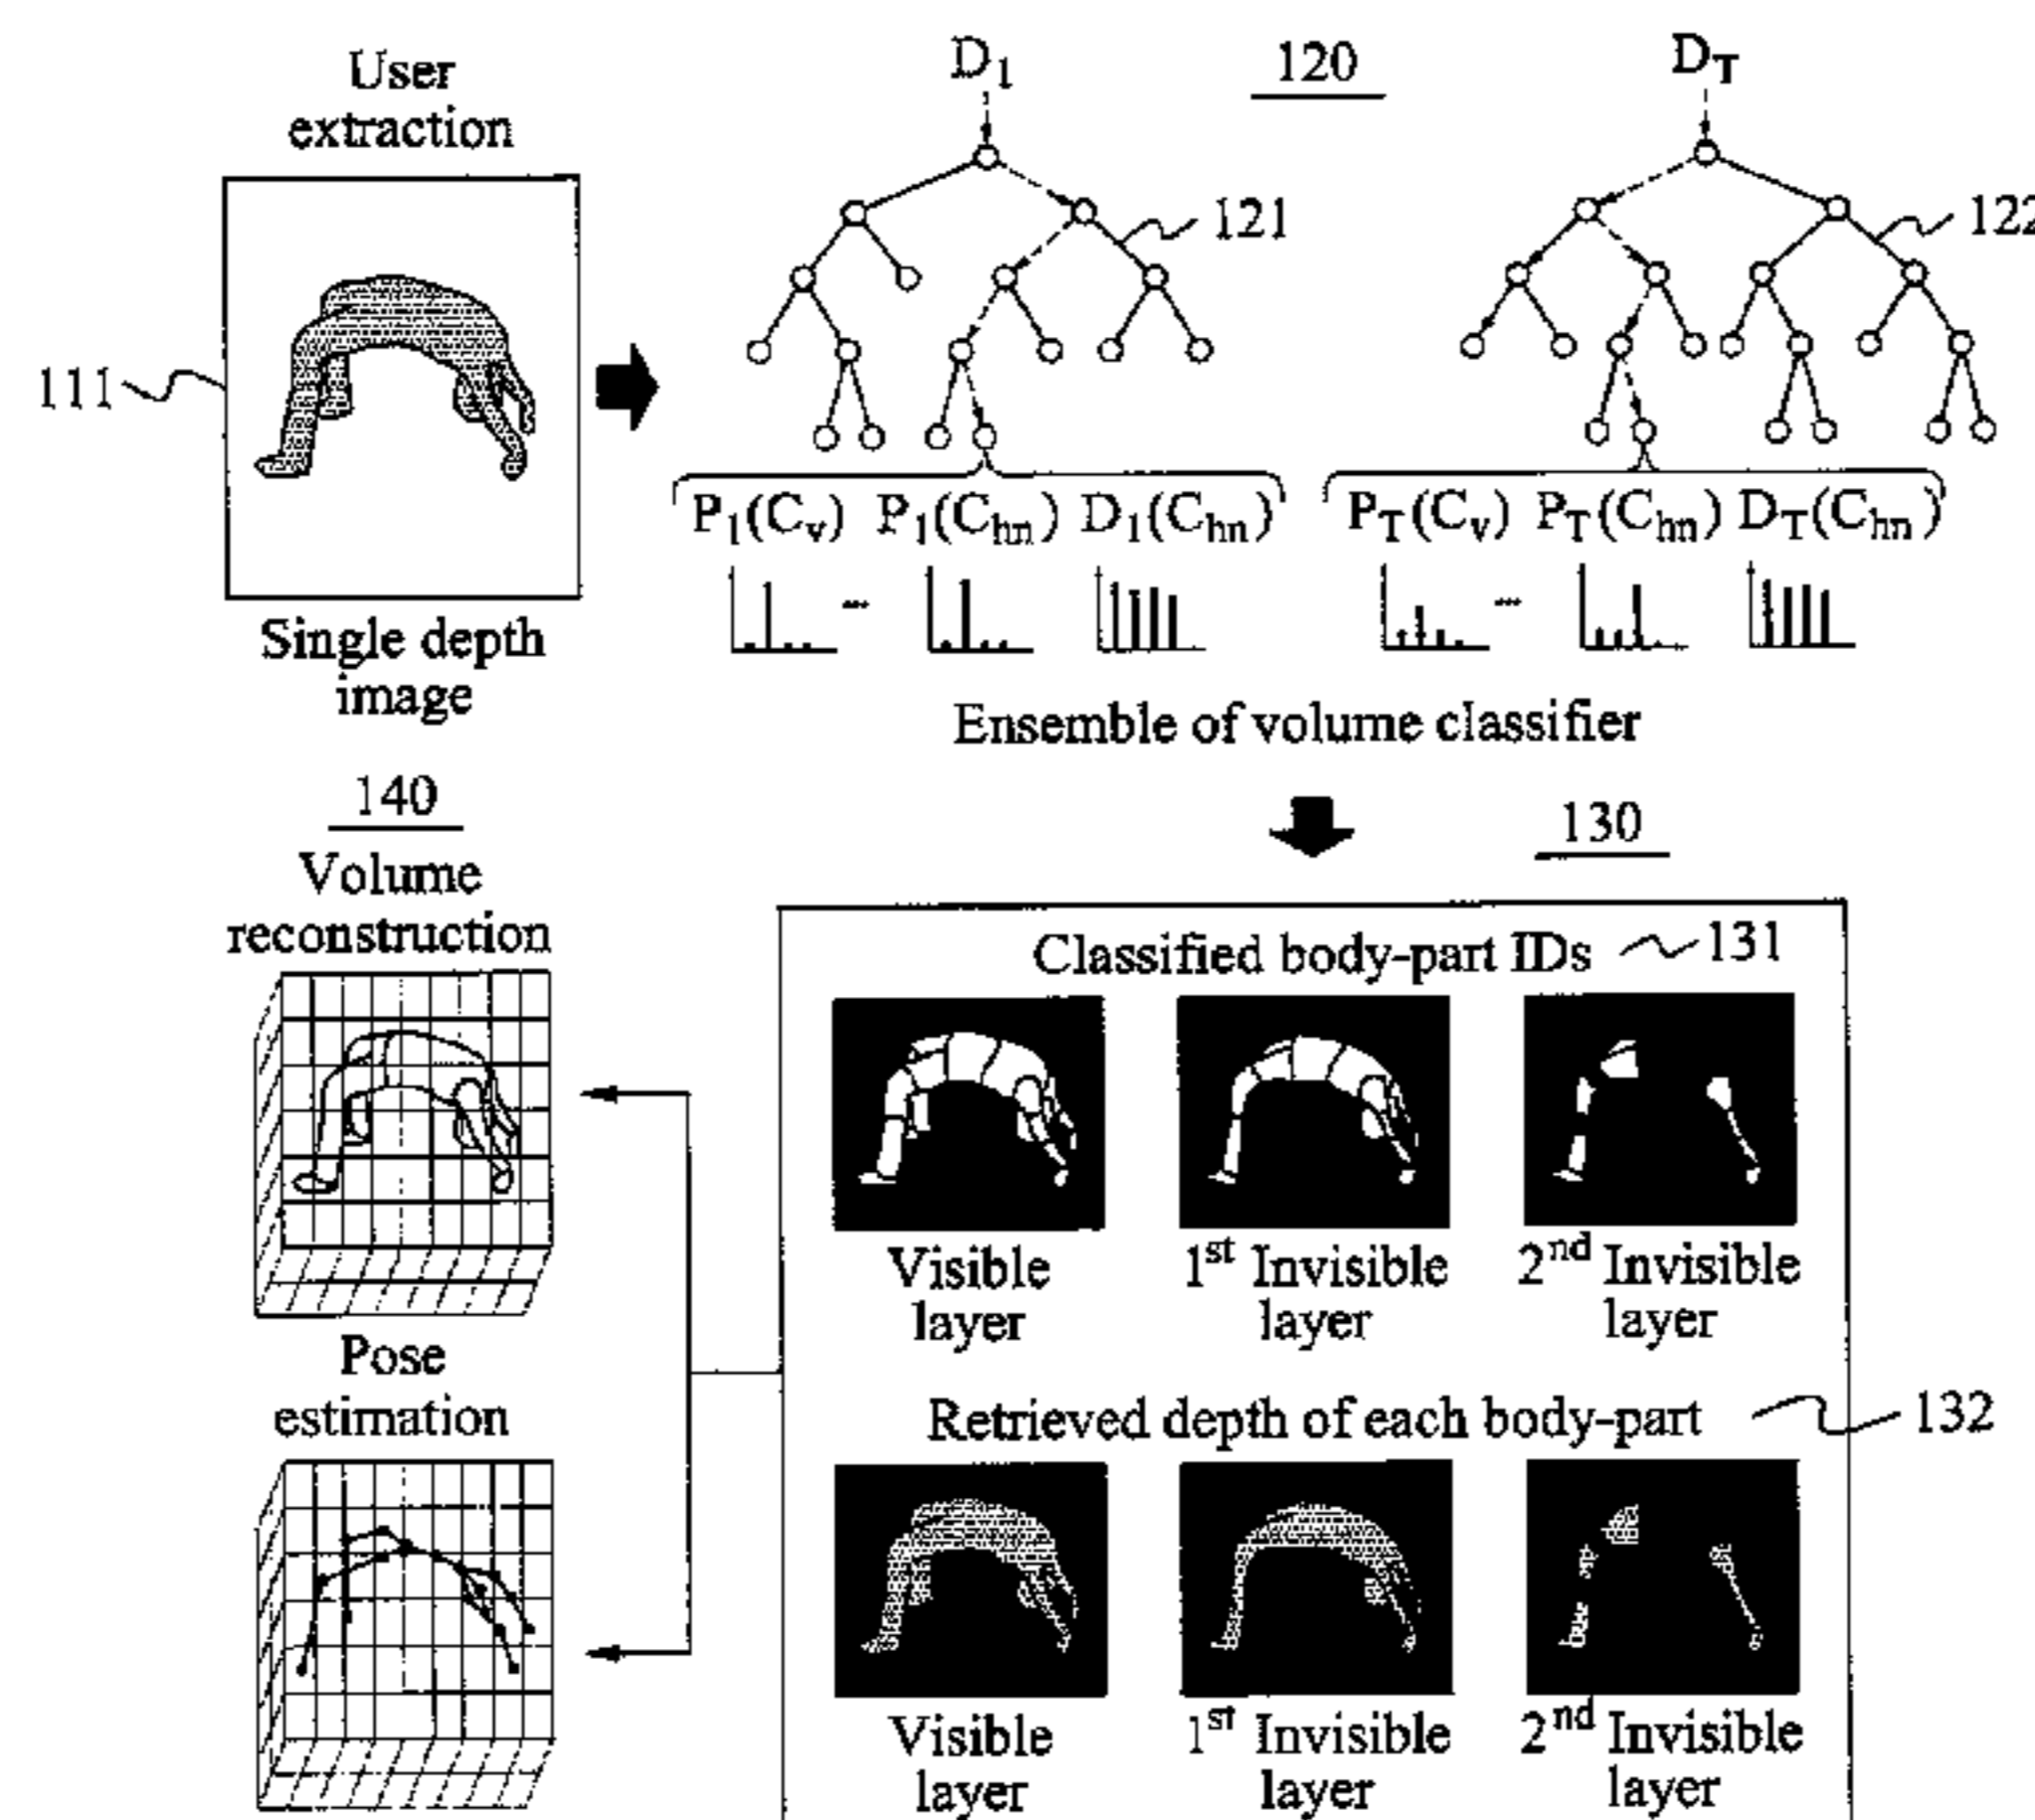 User
extraction
111
Single depth
image
D1 120 DT
121 122
P1(Cv) P1(Chn) D1(Chn) PT(Cv) PT(Chn) DT(Chn)
... ...
Ensemble of volume classifier
130
Classified body-part IDs 131
Visible
layer
1st Invisible
layer
2nd Invisible
layer
Retrieved depth of each body-part 132
Visible
layer
1st Invisible
layer
2nd Invisible
layer
140
Volume
reconstruction
Pose
estimation